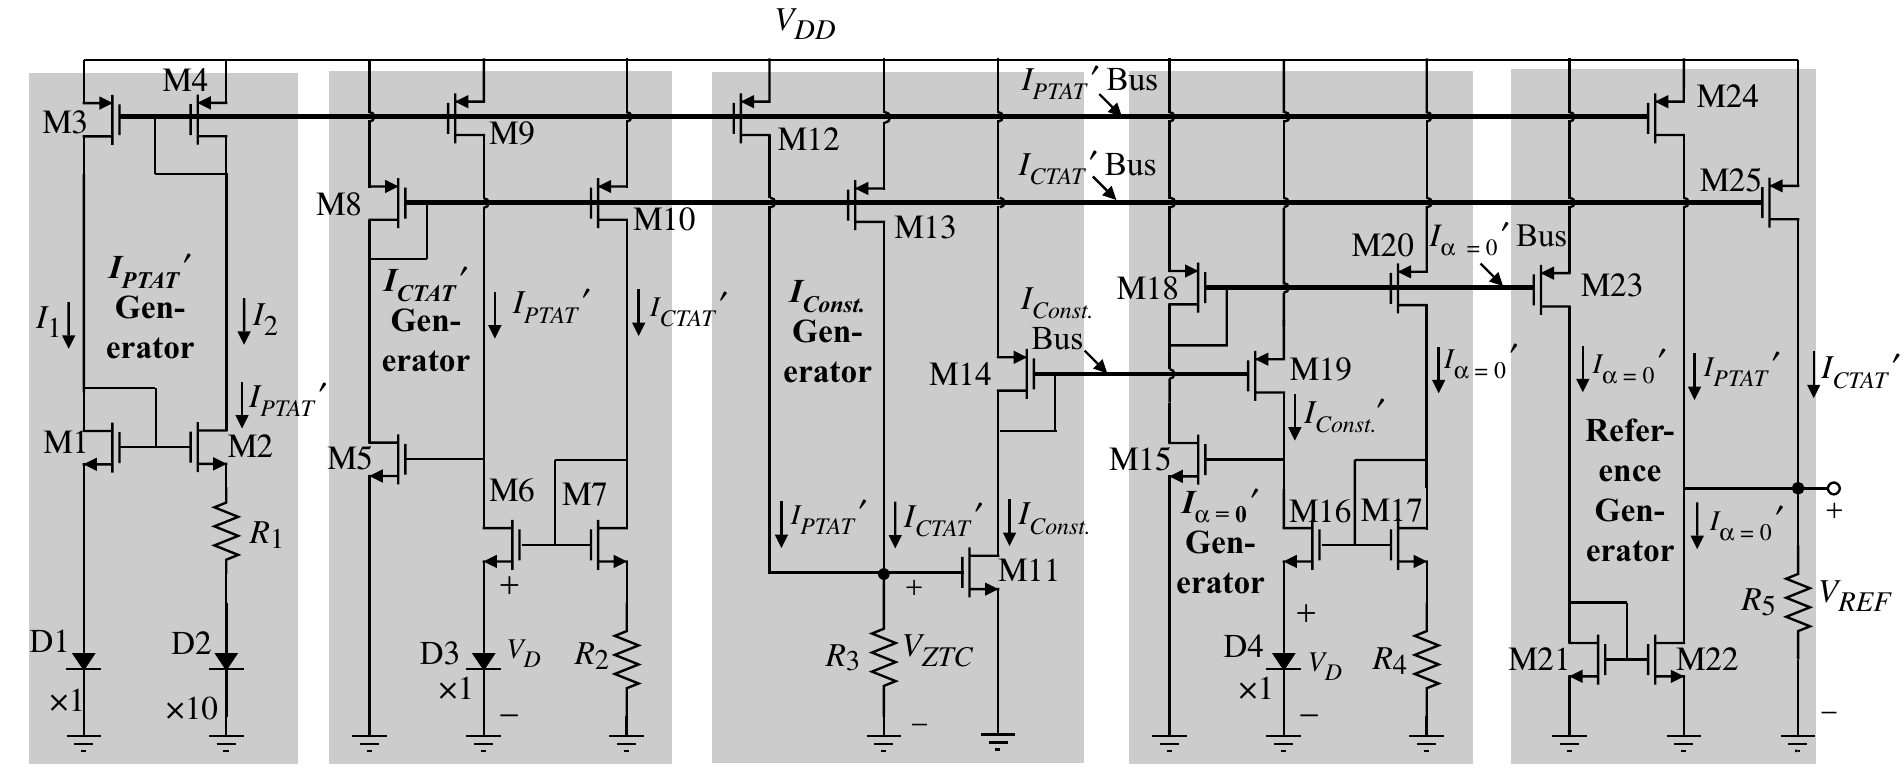 V_DD
M3
M4
I_PTAT′
Gen-
erator
I_1
I_2
I_PTAT′
M1
M2
R_1
D1
×1
D2
×10
M8
M9
M10
I_CTAT′
Gen-
erator
I_PTAT′
I_CTAT′
M5
M6
M7
+
D3
×1
V_D
–
R_2
M12
M13
I_Const.
Gen-
erator
I_PTAT′ Bus
I_CTAT′ Bus
I_Const.
Bus
M14
I_PTAT′
I_CTAT′
I_Const.
M11
+
R_3
V_ZTC
–
M18
M19
M20
I_α = 0′ Bus
I_Const.′
I_α = 0′
M15
M16
M17
I_α = 0′
Gen-
erator
+
D4
×1
V_D
–
R_4
M24
M25
M23
I_α = 0′
I_PTAT′
I_CTAT′
Refer-
ence
Gen-
erator
I_α = 0′
+
R_5
V_REF
–
M21
M22